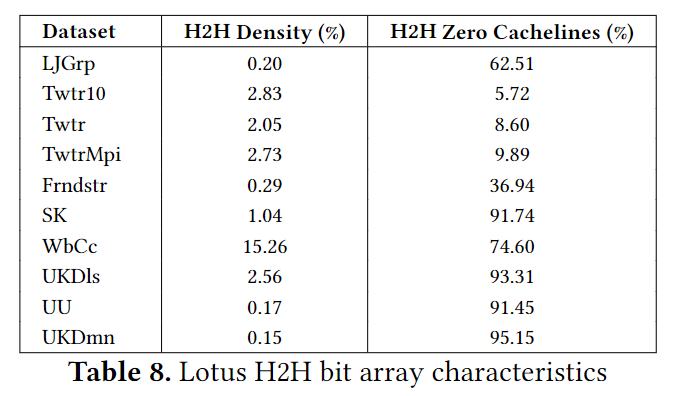 Dataset H2H Density (%) H2H Zero Cachelines (%)
LJGrp 0.20 62.51
Twtr10 2.83 5.72
Twtr 2.05 8.60
TwtrMpi 2.73 9.89
Frndstr 0.29 36.94
SK 1.04 91.74
WbCc 15.26 74.60
UKDls 2.56 93.31
UU 0.17 91.45
UKDmn 0.15 95.15
Table 8. Lotus H2H bit array characteristics